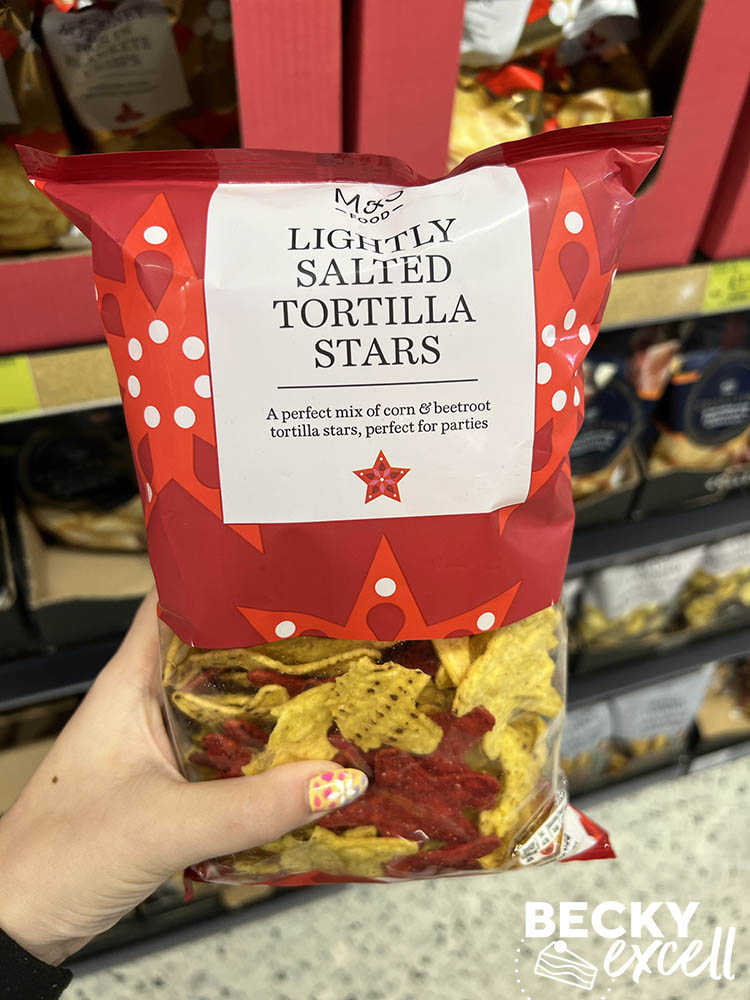 M&S
FOOD
LIGHTLY
SALTED
TORTILLA
STARS
A perfect mix of corn & beetroot
tortilla stars, perfect for parties
BECKY
excell